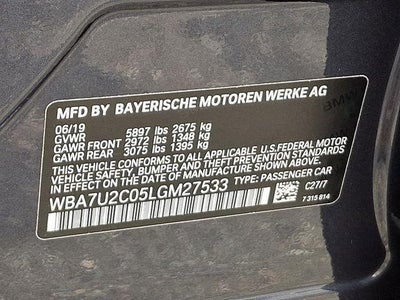 MFD BY BAYERISCHE MOTOREN WERKE AG
06/19
GVWR 5897 lbs 2675 kg
GAWR FRONT 2972 lbs 1348 kg
GAWR REAR 3075 lbs 1395 kg
THIS VEHICLE CONFORMS TO ALL APPLICABLE U.S. FEDERAL MOTOR
VEHICLE SAFETY, BUMPER AND THEFT PREVENTION STANDARDS
IN EFFECT ON THE DATE OF MANUFACTURE SHOWN ABOVE.
WBA7U2C05LGM27533 TYPE: PASSENGER CAR
C27/7
7 315 814
BMW